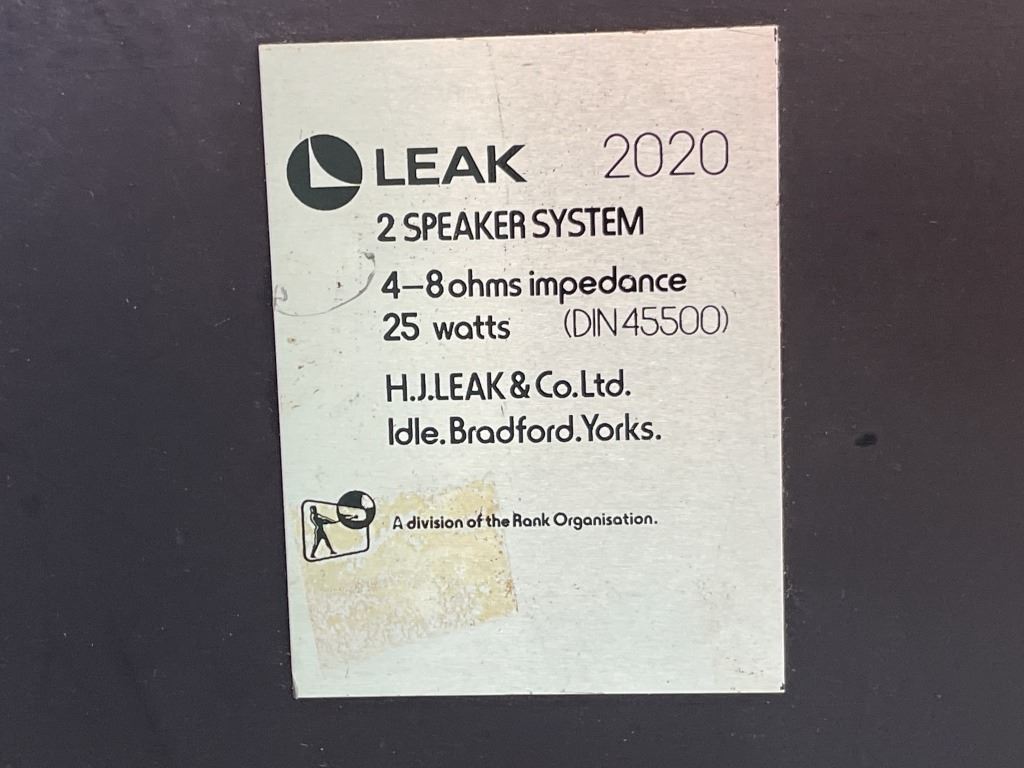 LEAK 2020
2 SPEAKER SYSTEM
4–8 ohms impedance
25 watts (DIN 45500)
H.J.LEAK & Co.Ltd.
Idle.Bradford.Yorks.
A division of the Rank Organisation.